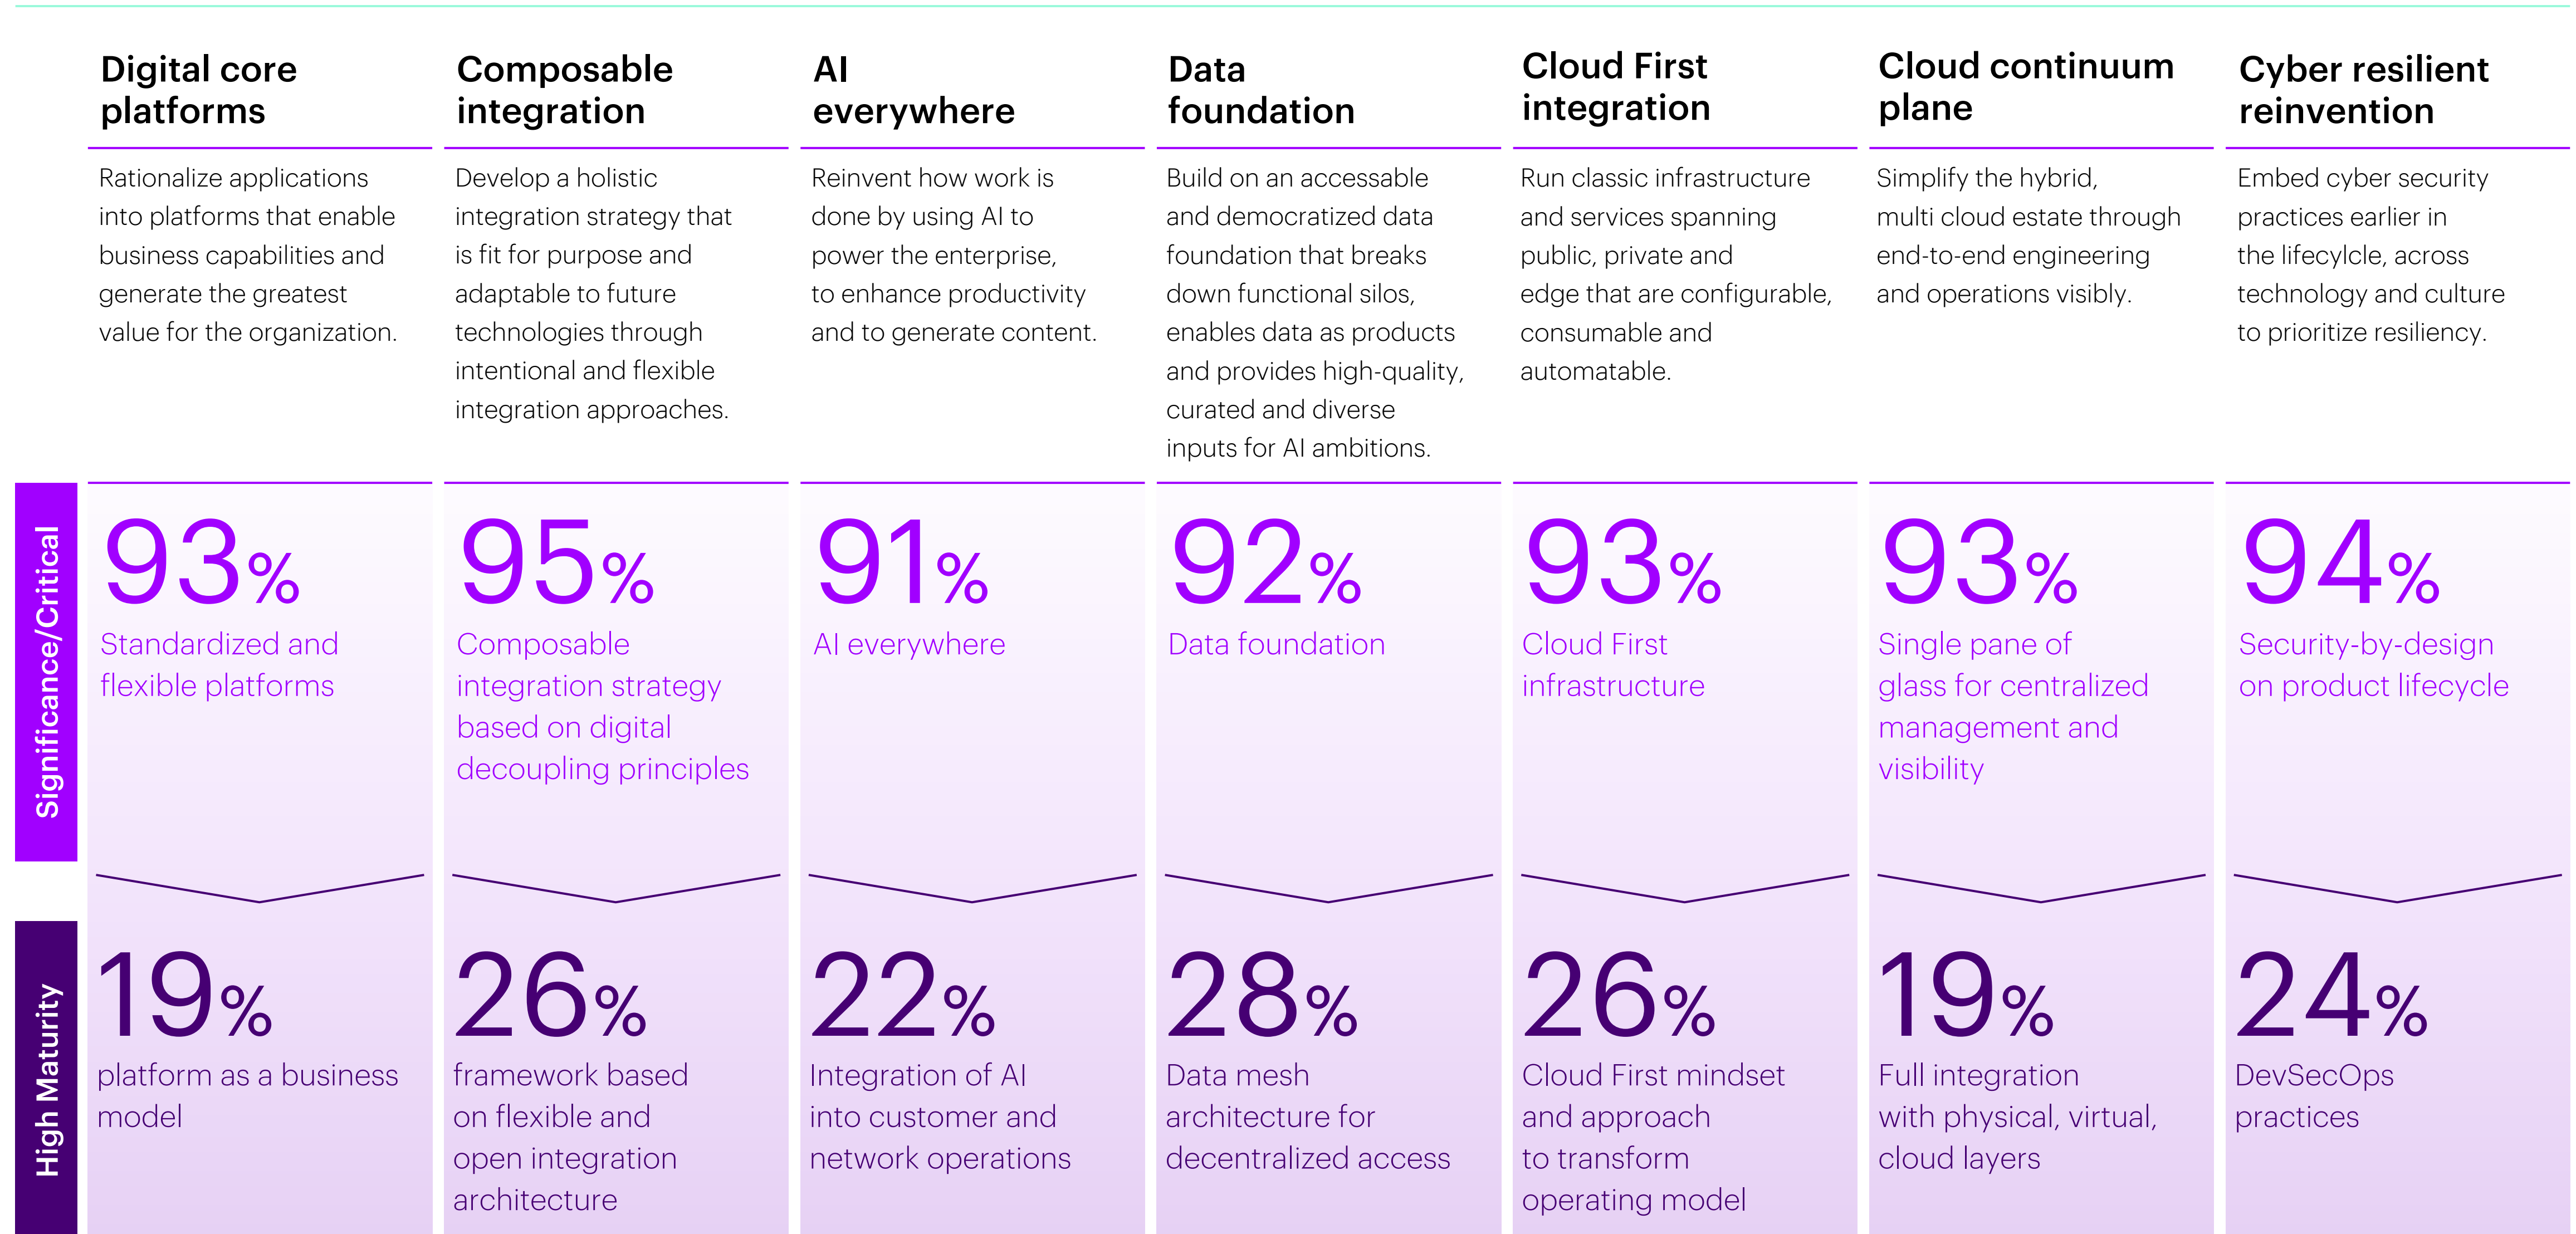 Digital core
platforms
Composable
integration
AI
everywhere
Data
foundation
Cloud First
integration
Cloud continuum
plane
Cyber resilient
reinvention
Rationalize applications
into platforms that enable
business capabilities and
generate the greatest
value for the organization.
Develop a holistic
integration strategy that
is fit for purpose and
adaptable to future
technologies through
intentional and flexible
integration approaches.
Reinvent how work is
done by using AI to
power the enterprise,
to enhance productivity
and to generate content.
Build on an accessable
and democratized data
foundation that breaks
down functional silos,
enables data as products
and provides high-quality,
curated and diverse
inputs for AI ambitions.
Run classic infrastructure
and services spanning
public, private and
edge that are configurable,
consumable and
automatable.
Simplify the hybrid,
multi cloud estate through
end-to-end engineering
and operations visibly.
Embed cyber security
practices earlier in
the lifecylcle, across
technology and culture
to prioritize resiliency.
Significance/Critical
93%
Standardized and
flexible platforms
95%
Composable
integration strategy
based on digital
decoupling principles
91%
AI everywhere
92%
Data foundation
93%
Cloud First
infrastructure
93%
Single pane of
glass for centralized
management and
visibility
94%
Security-by-design
on product lifecycle
High Maturity
19%
platform as a business
model
26%
framework based
on flexible and
open integration
architecture
22%
Integration of AI
into customer and
network operations
28%
Data mesh
architecture for
decentralized access
26%
Cloud First mindset
and approach
to transform
operating model
19%
Full integration
with physical, virtual,
cloud layers
24%
DevSecOps
practices